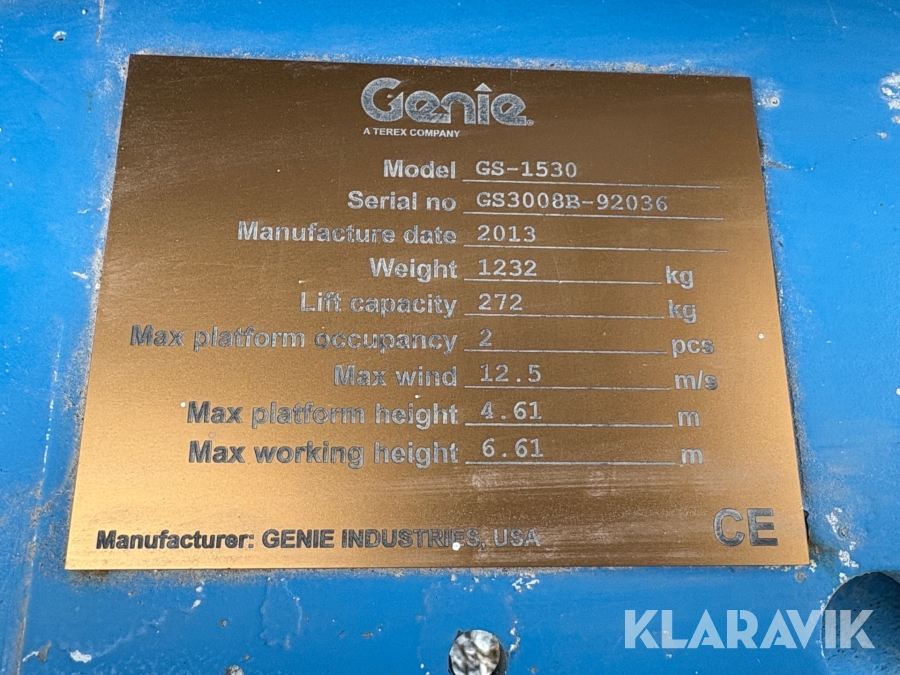 Genie
A TEREX COMPANY
Model GS-1530
Serial no GS3008B-92036
Manufacture date 2013
Weight 1232 kg
Lift capacity 272 kg
Max platform occupancy 2 pcs
Max wind 12.5 m/s
Max platform height 4.61 m
Max working height 6.61 m
Manufacturer: GENIE INDUSTRIES, USA CE
KLARAVIK